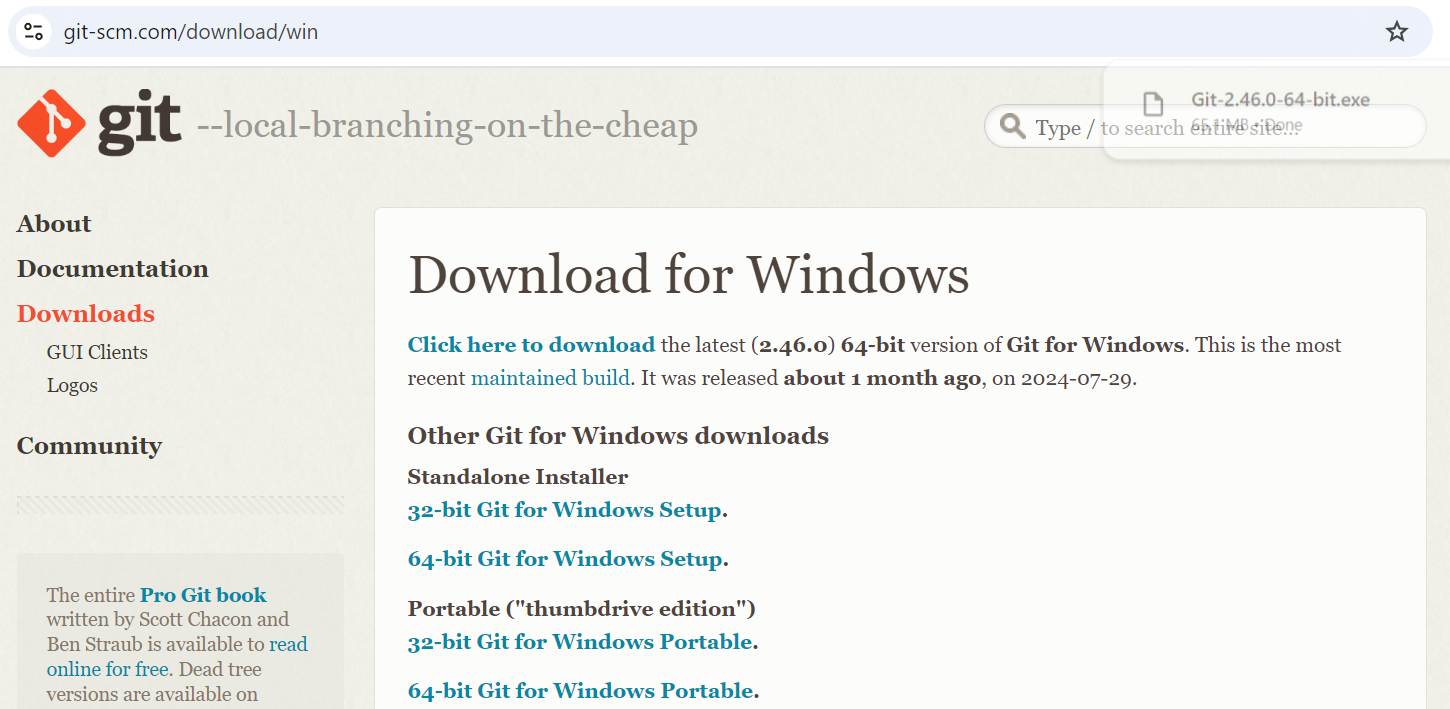 git-scm.com/download/win
git --local-branching-on-the-cheap
Type / to search entire site...
Git-2.46.0-64-bit.exe
65.1 MB • Done
About
Documentation
Downloads
GUI Clients
Logos
Community
The entire Pro Git book
written by Scott Chacon and
Ben Straub is available to read
online for free. Dead tree
versions are available on
Download for Windows
Click here to download the latest (2.46.0) 64-bit version of Git for Windows. This is the most
recent maintained build. It was released about 1 month ago, on 2024-07-29.
Other Git for Windows downloads
Standalone Installer
32-bit Git for Windows Setup.
64-bit Git for Windows Setup.
Portable ("thumbdrive edition")
32-bit Git for Windows Portable.
64-bit Git for Windows Portable.